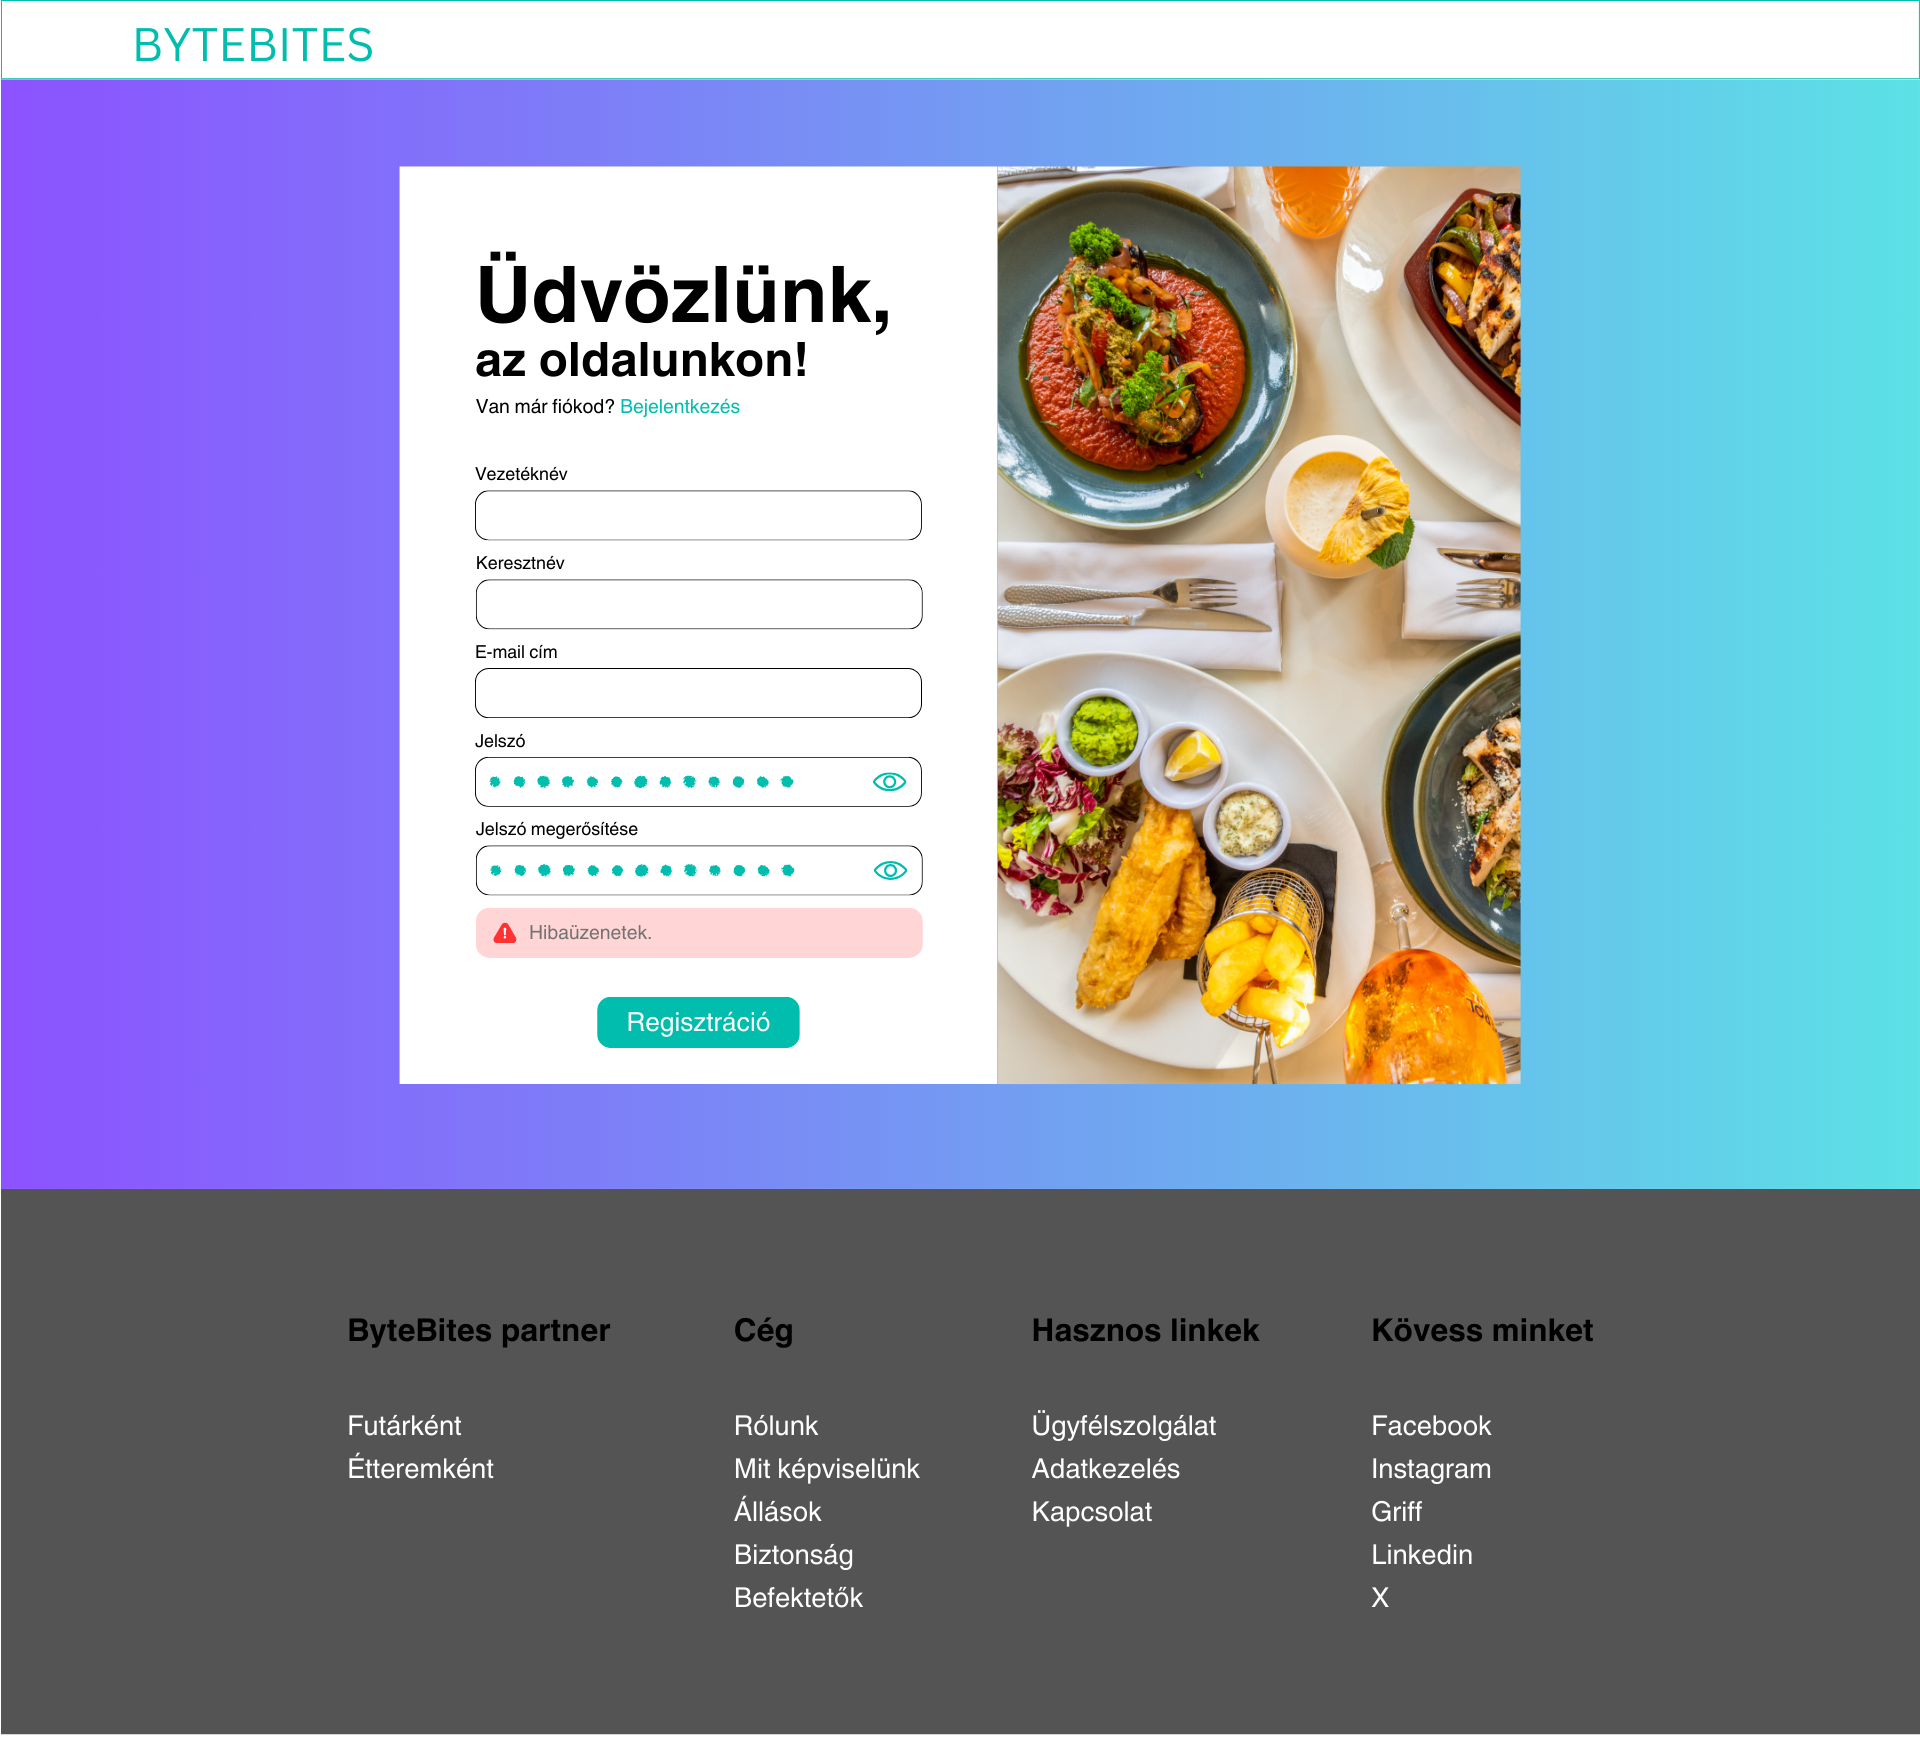 BYTEBITES
Üdvözlünk,
az oldalunkon!
Van már fiókod? Bejelentkezés
Vezetéknév
Keresztnév
E-mail cím
Jelszó
Jelszó megerősítése
Hibaüzenetek.
Regisztráció
ByteBites partner
Futárként
Étteremként
Cég
Rólunk
Mit képviselünk
Állások
Biztonság
Befektetők
Hasznos linkek
Ügyfélszolgálat
Adatkezelés
Kapcsolat
Kövess minket
Facebook
Instagram
Griff
Linkedin
X